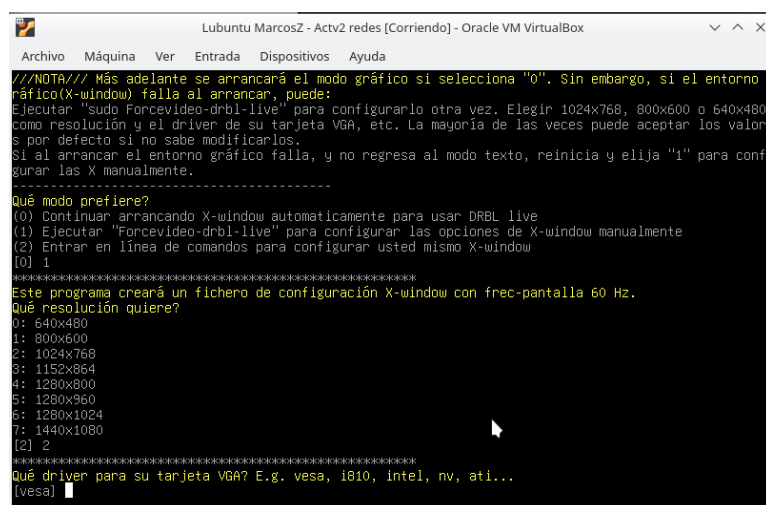 Lubuntu MarcosZ - Actv2 redes [Corriendo] - Oracle VM VirtualBox
Archivo Máquina Ver Entrada Dispositivos Ayuda
///NOTA/// Más adelante se arrancará el modo gráfico si selecciona "0". Sin embargo, si el entorno
ráfico(X-window) falla al arrancar, puede:
Ejecutar "sudo Forcevideo-drbl-live" para configurarlo otra vez. Elegir 1024x768, 800x600 o 640x480
como resolución y el driver de su tarjeta VGA, etc. La mayoría de las veces puede aceptar los valor
s por defecto si no sabe modificarlos.
Si al arrancar el entorno gráfico falla, y no regresa al modo texto, reinicia y elija "1" para conf
gurar las X manualmente.
-----------------------------------------
Qué modo prefiere?
(0) Continuar arrancando X-window automaticamente para usar DRBL live
(1) Ejecutar "Forcevideo-drbl-live" para configurar las opciones de X-window manualmente
(2) Entrar en línea de comandos para configurar usted mismo X-window
[0] 1
*****************************************************
Este programa creará un fichero de configuración X-window con frec-pantalla 60 Hz.
Qué resolución quiere?
0: 640x480
1: 800x600
2: 1024x768
3: 1152x864
4: 1280x800
5: 1280x960
6: 1280x1024
7: 1440x1080
[2] 2
*****************************************************
Qué driver para su tarjeta VGA? E.g. vesa, i810, intel, nv, ati...
[vesa]